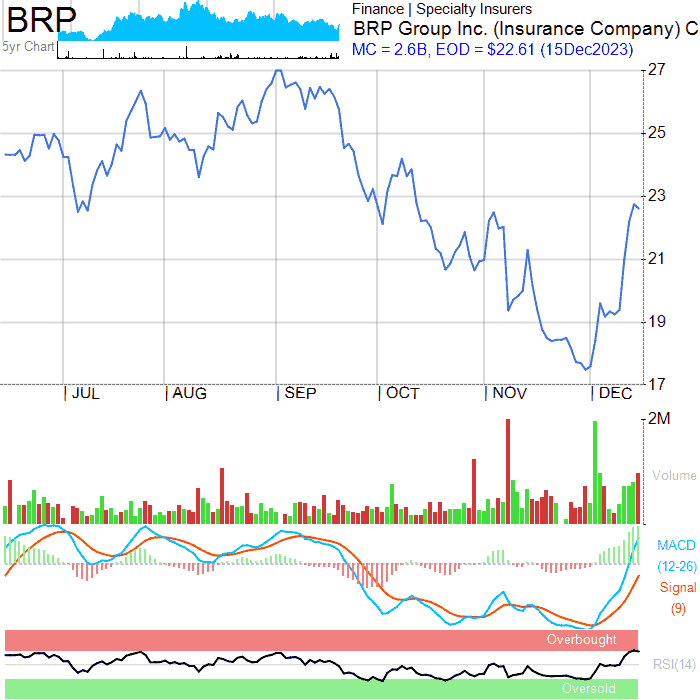 BRP
5yr Chart
Finance | Specialty Insurers
BRP Group Inc. (Insurance Company) C
MC = 2.6B, EOD = $22.61 (15Dec2023)
27
25
23
21
19
17
JUL AUG SEP OCT NOV DEC
2M
Volume
MACD
(12-26)
Signal
(9)
Overbought
RSI(14)
Oversold